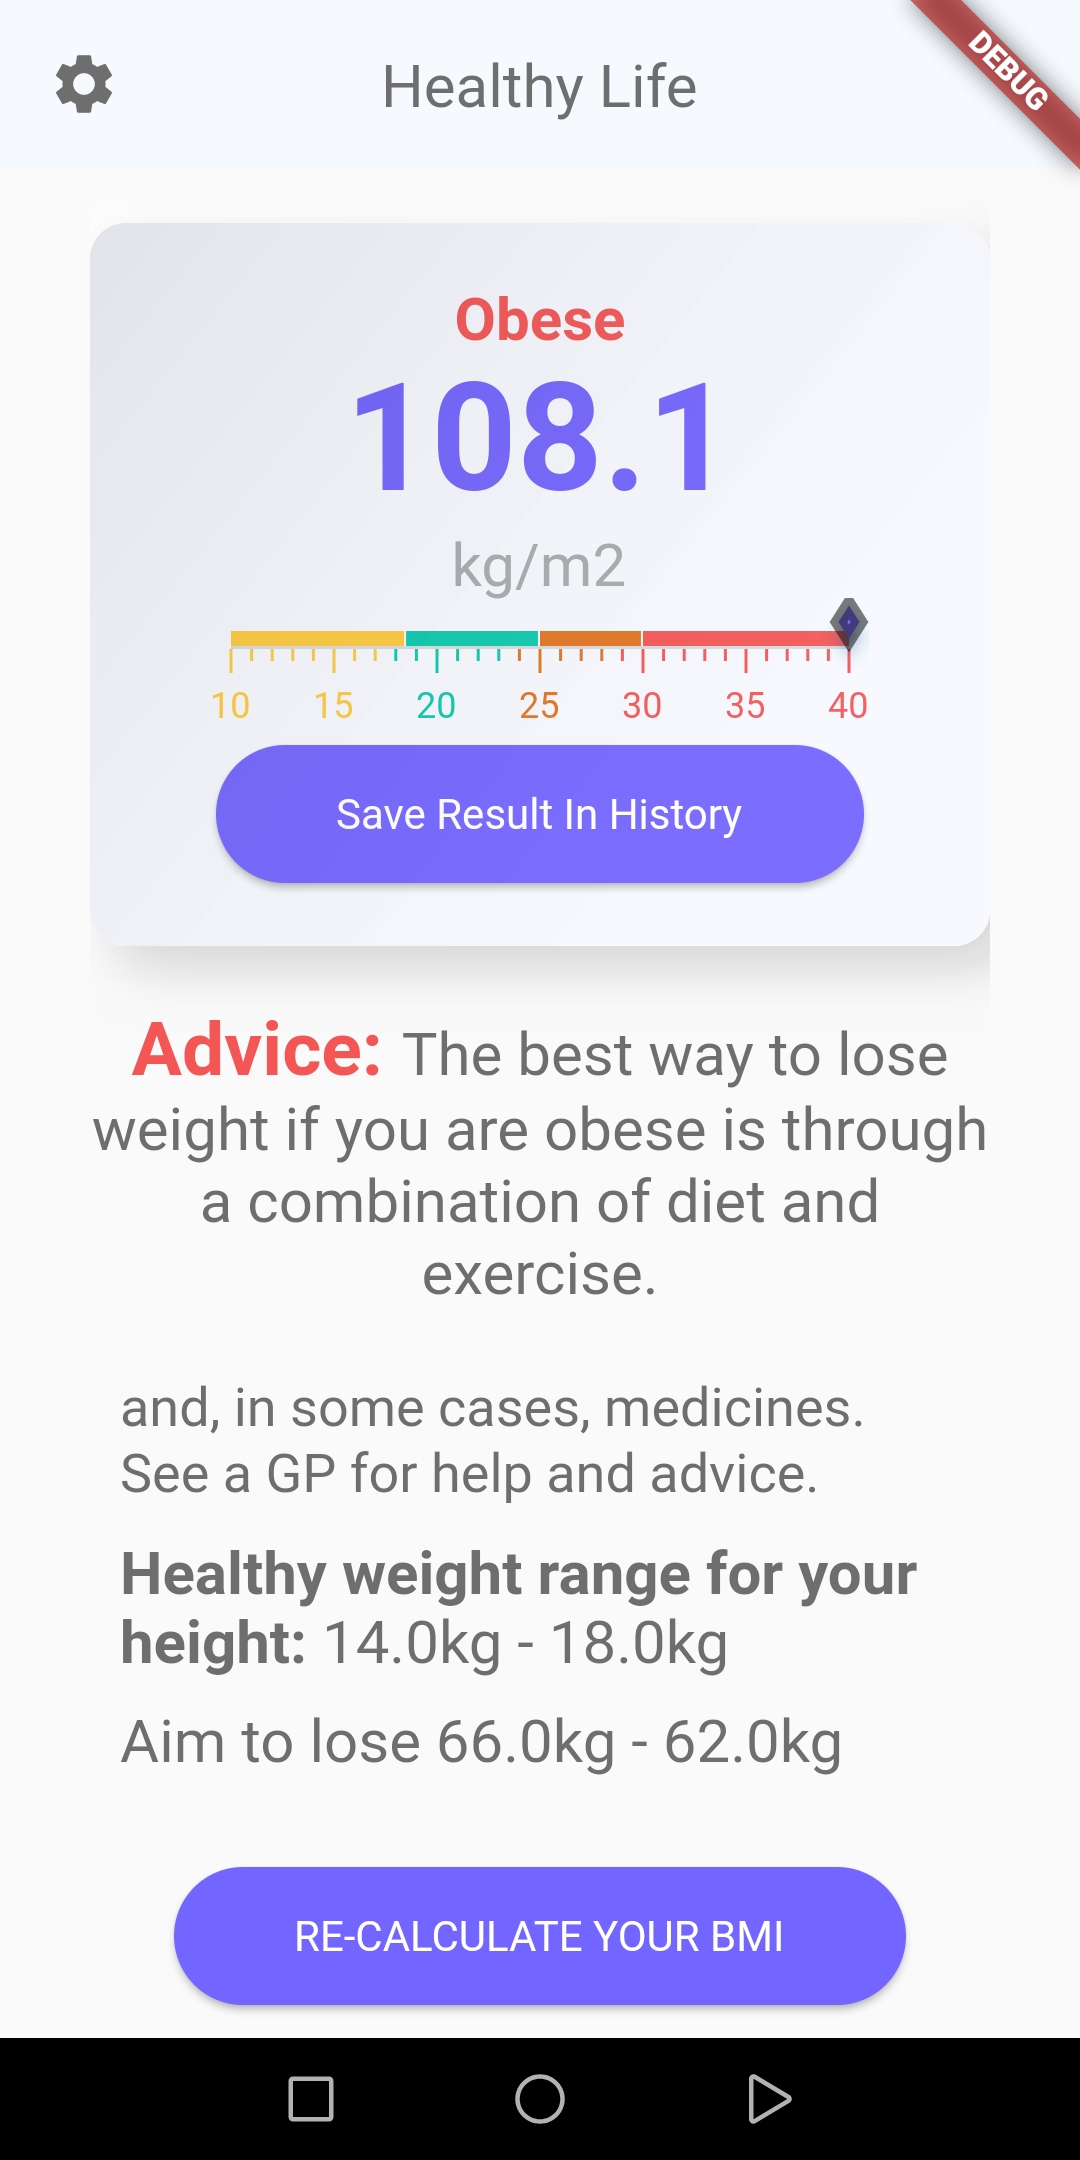 Healthy Life
DEBUG
Obese
108.1
kg/m2
10 15 20 25 30 35 40
Save Result In History
Advice: The best way to lose
weight if you are obese is through
a combination of diet and
exercise.
and, in some cases, medicines.
See a GP for help and advice.
Healthy weight range for your
height: 14.0kg - 18.0kg
Aim to lose 66.0kg - 62.0kg
RE-CALCULATE YOUR BMI